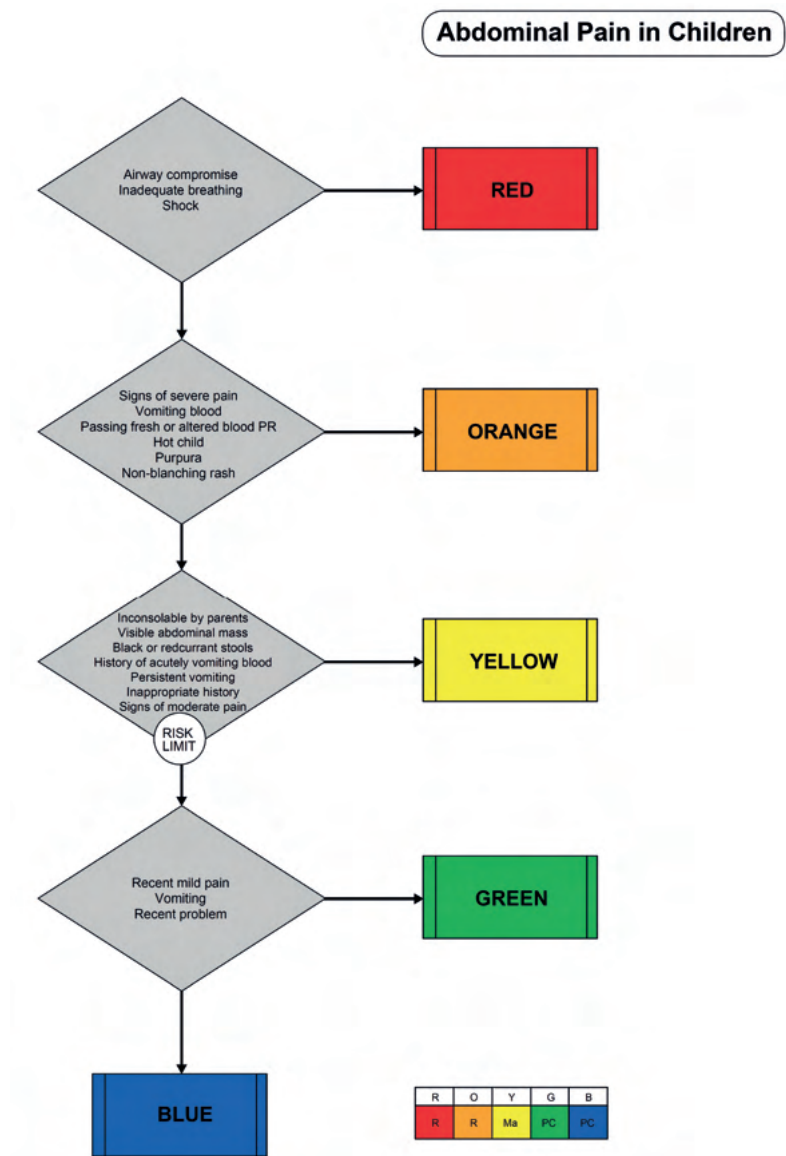 Abdominal Pain in Children
Airway compromise
Inadequate breathing
Shock
RED
Signs of severe pain
Vomiting blood
Passing fresh or altered blood PR
Hot child
Purpura
Non-blanching rash
ORANGE
Inconsolable by parents
Visible abdominal mass
Black or redcurrant stools
History of acutely vomiting blood
Persistent vomiting
Inappropriate history
Signs of moderate pain
YELLOW
RISK
LIMIT
Recent mild pain
Vomiting
Recent problem
GREEN
BLUE
R O Y G B
R R Ma PC PC